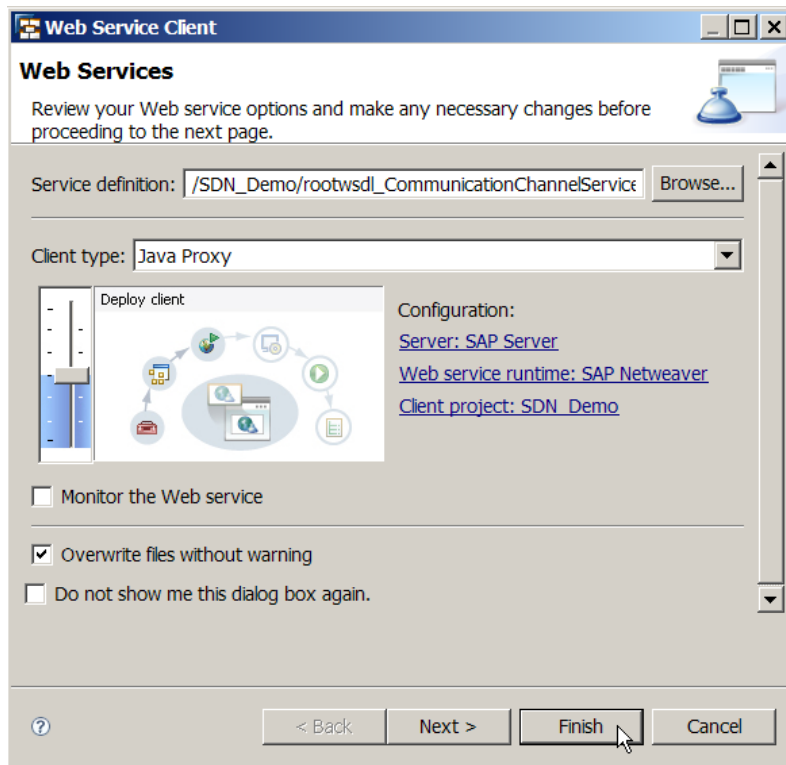 Web Service Client
Web Services
Review your Web service options and make any necessary changes before
proceeding to the next page.
Service definition: /SDN_Demo/rootwsdl_CommunicationChannelService Browse...
Client type: Java Proxy
Deploy client
Configuration:
Server: SAP Server
Web service runtime: SAP Netweaver
Client project: SDN_Demo
Monitor the Web service
Overwrite files without warning
Do not show me this dialog box again.
< Back Next > Finish Cancel